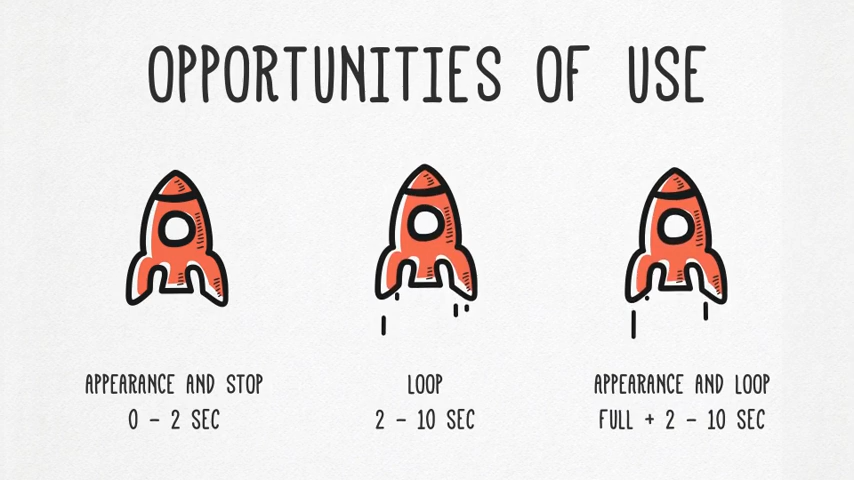 OPPORTUNITIES OF USE
APPEARANCE AND STOP
0 - 2 SEC
LOOP
2 - 10 SEC
APPEARANCE AND LOOP
FULL + 2 - 10 SEC